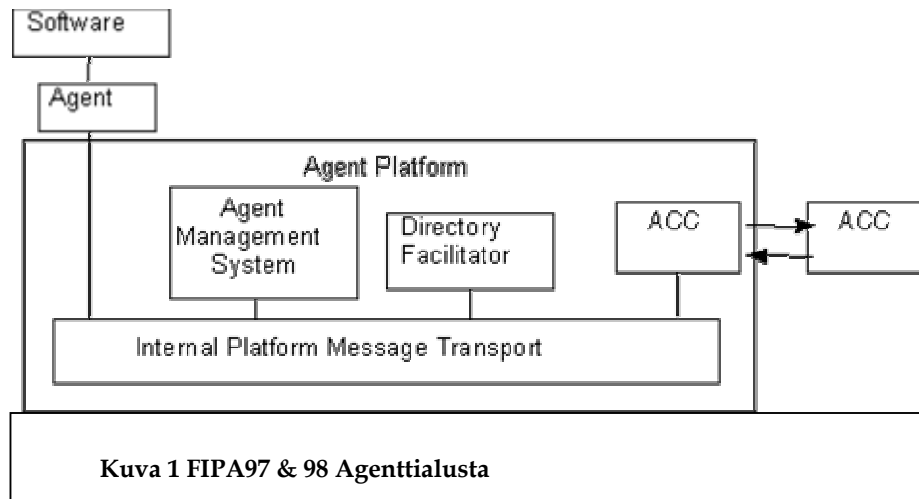 Software
Agent
Agent Platform
Agent
Management
System
Directory
Facilitator
ACC
ACC
Internal Platform Message Transport
Kuva 1 FIPA97 & 98 Agenttialusta